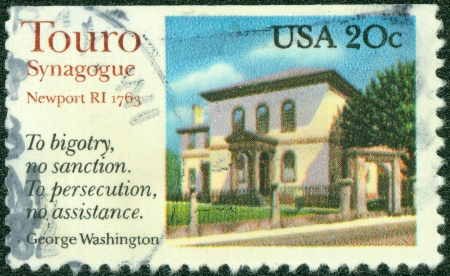 Touro
Synagogue
Newport RI 1763
USA 20c
To bigotry,
no sanction.
To persecution,
no assistance.
George Washington